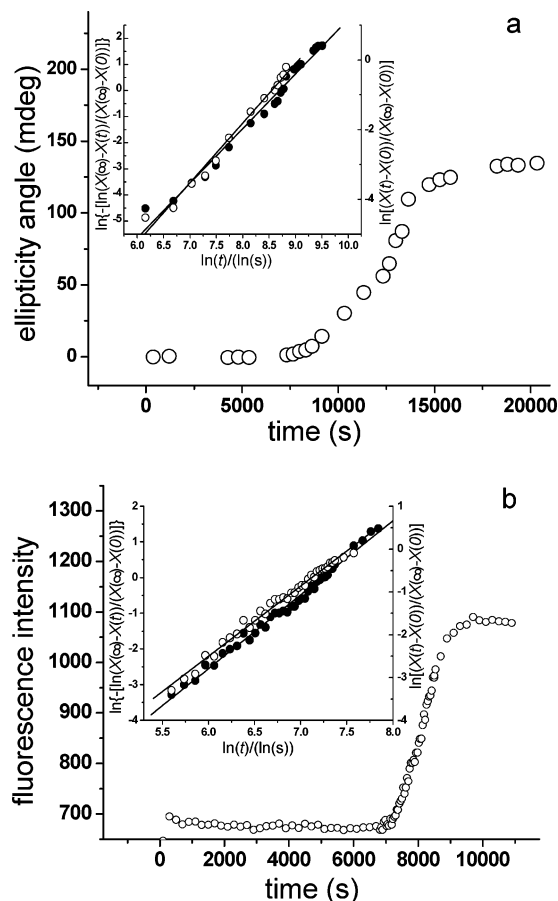 a
ellipticity angle (mdeg)
200
150
100
50
0
0 5000 10000 15000 20000
time (s)
ln{-[ln(X(∞)-X(t))/(X(∞)-X(0))]}
2
1
0
-1
-2
-3
-4
-5
6.0 6.5 7.0 7.5 8.0 8.5 9.0 9.5 10.0
ln(t)/(ln(s))
0
-2
-4
ln[(X(t)-X(0))/(X(∞)-X(0))]
b
fluorescence intensity
1300
1200
1100
1000
900
800
700
0 2000 4000 6000 8000 10000
time (s)
ln{-[ln(X(∞)-X(t))/(X(∞)-X(0))]}
2
1
0
-1
-2
-3
-4
5.5 6.0 6.5 7.0 7.5 8.0
ln(t)/(ln(s))
1
0
-1
-2
-3
-4
ln[(X(t)-X(0))/(X(∞)-X(0))]